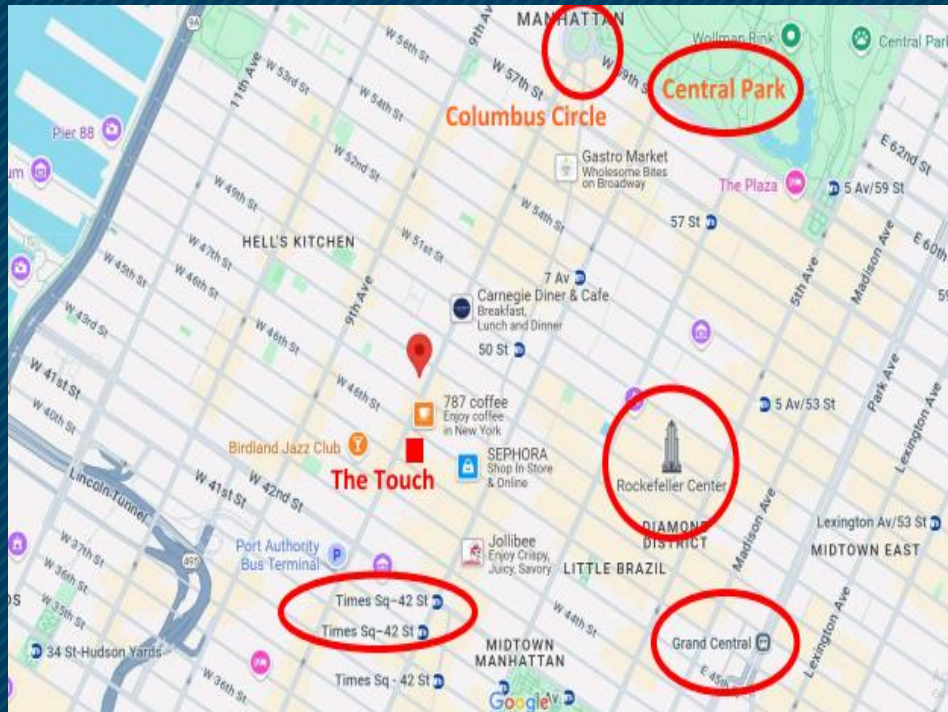 MANHATTAN
9A
9th Ave
W 56th St
Wollman Rink
Central Park
11th Ave
W 53rd St
W 57th St
W 59th St
Central Park
W 54th St
Columbus Circle
Pier 88
um
E 62nd St
W 52nd St
Gastro Market
Wholesome Bites
on Broadway
The Plaza
5 Av/59 St
W 49th St
W 54th St
57 St
Madison Ave
E 60th
HELL'S KITCHEN
W 51st St
W 47th St
W 45th St
W 46th St
7 Av
5th Ave
59
9th Ave
Carnegie Diner & Cafe
Breakfast,
Lunch and Dinner
W 43rd St
W 48th St
50 St
Park Ave
W 41st St
W 46th St
W 40th St
787 coffee
Enjoy coffee
in New York
5 Av/53 St
Lexington Ave
Birdland Jazz Club
SEPHORA
Shop In Store
& Online
The Touch
Rockefeller Center
Lincoln Tunnel
W 41st St
W 42nd St
Madison Ave
DIAMOND
DISTRICT
Lexington Av/53 St
W 37th St
495
Port Authority
Bus Terminal
P
Jollibee
Enjoy Crispy,
Juicy, Savory
MIDTOWN EAST
LITTLE BRAZIL
W 36th St
OS
W 35th St
Times Sq-42 St
W 44th St
Lexington Ave
Times Sq-42 St
34 St-Hudson Yards
MIDTOWN
MANHATTAN
Grand Central
W 36th St
Times Sq - 42 St
E 45th St
Google